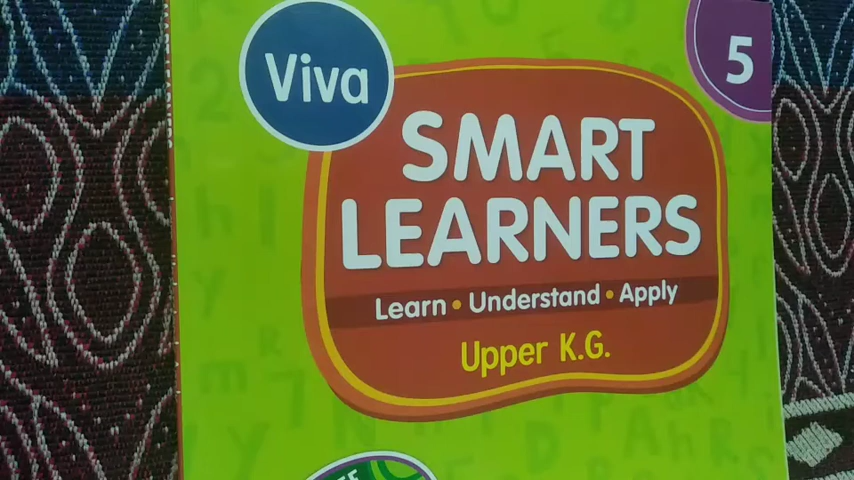 Viva
5
SMART
LEARNERS
Learn • Understand • Apply
Upper K.G.